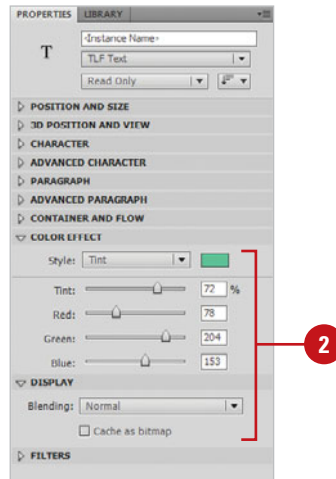 PROPERTIES LIBRARY
T <Instance Name>
TLF Text
Read Only
POSITION AND SIZE
3D POSITION AND VIEW
CHARACTER
ADVANCED CHARACTER
PARAGRAPH
ADVANCED PARAGRAPH
CONTAINER AND FLOW
COLOR EFFECT
Style: Tint
Tint: 72 %
Red: 78
Green: 204
Blue: 153
2
DISPLAY
Blending: Normal
Cache as bitmap
FILTERS